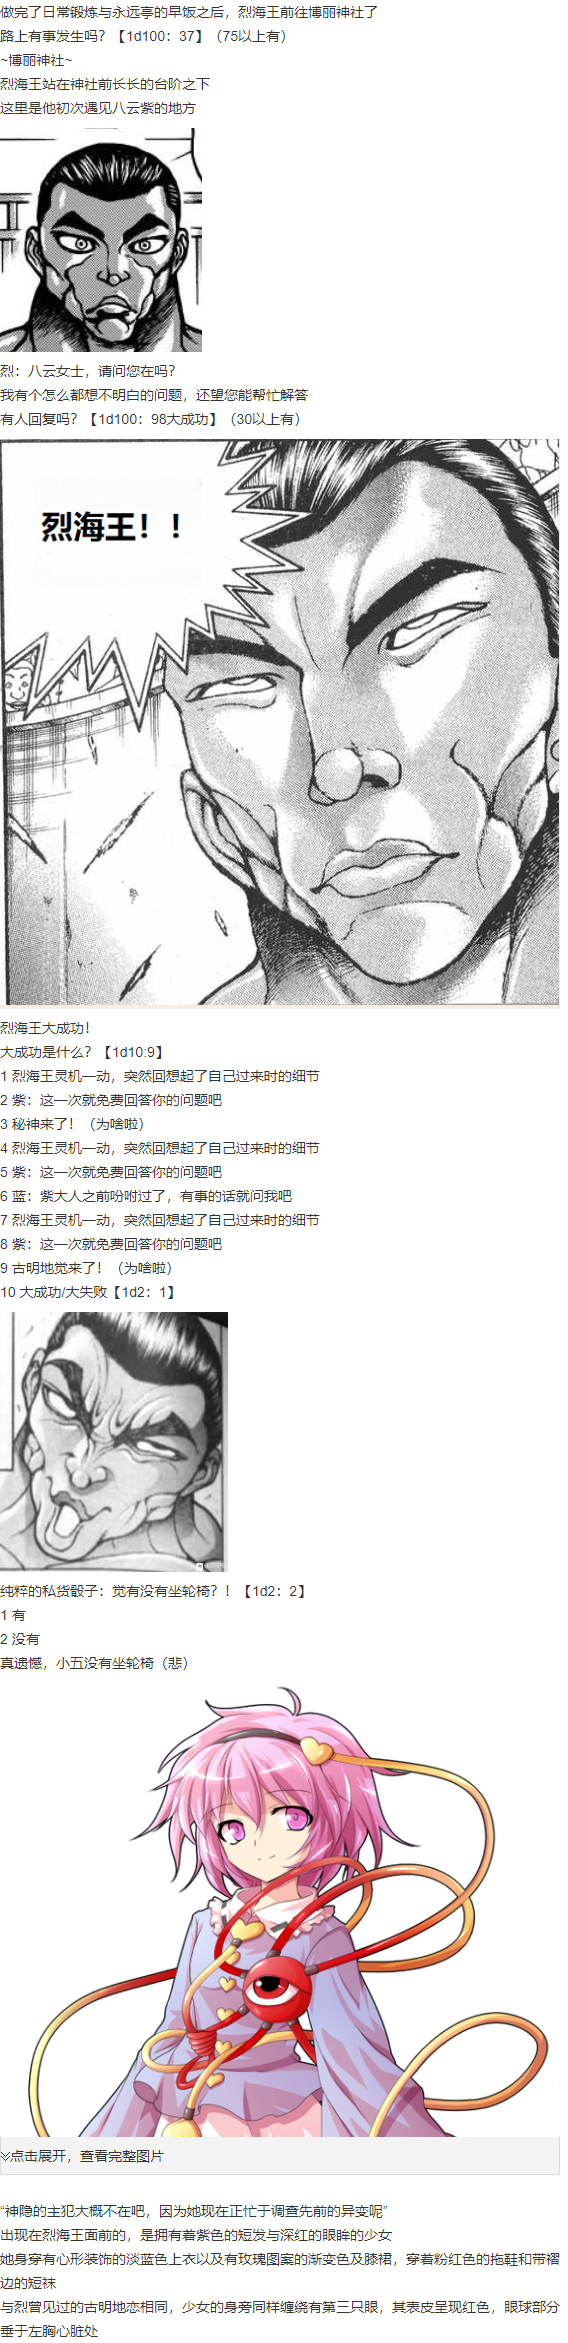 做完了日常锻炼与永远亭的早饭之后，烈海王前往博丽神社了
路上有事发生吗？【1d100：37】（75以上有）
~博丽神社~
烈海王站在神社前长长的台阶之下
这里是他初次遇见八云紫的地方
烈：八云女士，请问您在吗？
我有个怎么都想不明白的问题，还望您能帮忙解答
有人回复吗？【1d100：98大成功】（30以上有）
烈海王！！
烈海王大成功！
大成功是什么？【1d10:9】
1 烈海王灵机一动，突然回想起了自己过来时的细节
2 紫：这一次就免费回答你的问题吧
3 秘神来了！（为啥啦）
4 烈海王灵机一动，突然回想起了自己过来时的细节
5 紫：这一次就免费回答你的问题吧
6 蓝：紫大人之前吩咐过了，有事的话就问我吧
7 烈海王灵机一动，突然回想起了自己过来时的细节
8 紫：这一次就免费回答你的问题吧
9 古明地觉来了！（为啥啦）
10 大成功/大失败【1d2：1】
纯粹的私货骰子：觉有没有坐轮椅？！【1d2：2】
1 有
2 没有
真遗憾，小五没有坐轮椅（悲）
点击展开，查看完整图片
“神隐的主犯大概不在吧，因为她现在正忙于调查先前的异变呢”
出现在烈海王面前的，是拥有着紫色的短发与深红的眼眸的少女
她身穿有心形装饰的淡蓝色上衣以及有玫瑰图案的渐变色及膝裙，穿着粉红色的拖鞋和带褶
边的短袜
与烈曾见过的古明地恋相同，少女的身旁同样缠绕有第三只眼，其表皮呈现红色，眼球部分
垂于左胸心脏处